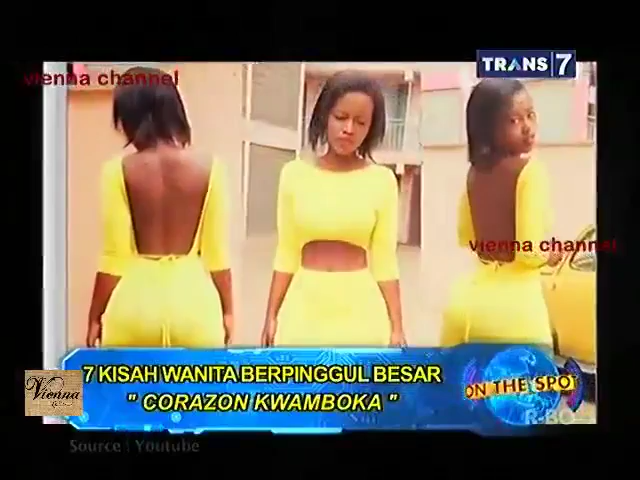 vienna channel
TRANS 7
vienna channel
7 KISAH WANITA BERPINGGUL BESAR
" CORAZON KWAMBOKA "
ON THE SPOT
Vienna
Source : Youtube